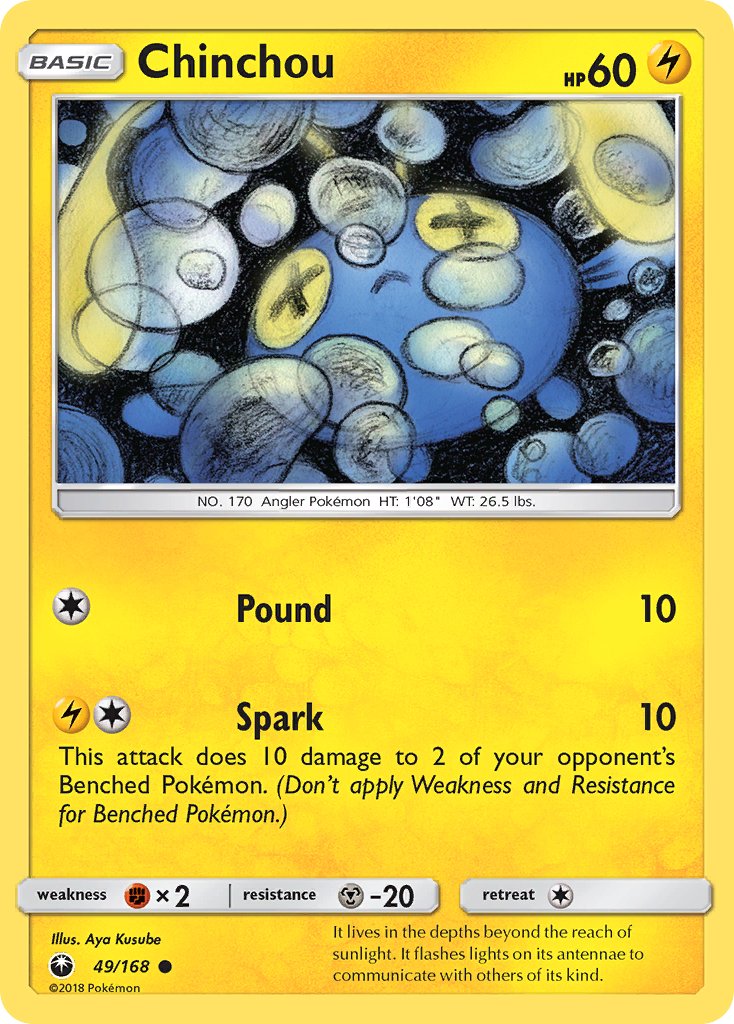 BASIC Chinchou HP60
NO. 170 Angler Pokémon HT: 1'08" WT: 26.5 lbs.
Pound 10
Spark 10
This attack does 10 damage to 2 of your opponent's
Benched Pokémon. (Don't apply Weakness and Resistance
for Benched Pokémon.)
weakness ×2 resistance -20 retreat
Illus. Aya Kusube
49/168
©2018 Pokémon
It lives in the depths beyond the reach of
sunlight. It flashes lights on its antennae to
communicate with others of its kind.